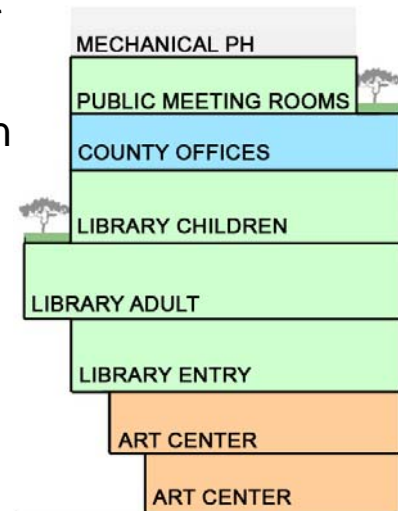 MECHANICAL PH
PUBLIC MEETING ROOMS
n
COUNTY OFFICES
LIBRARY CHILDREN
LIBRARY ADULT
LIBRARY ENTRY
ART CENTER
ART CENTER